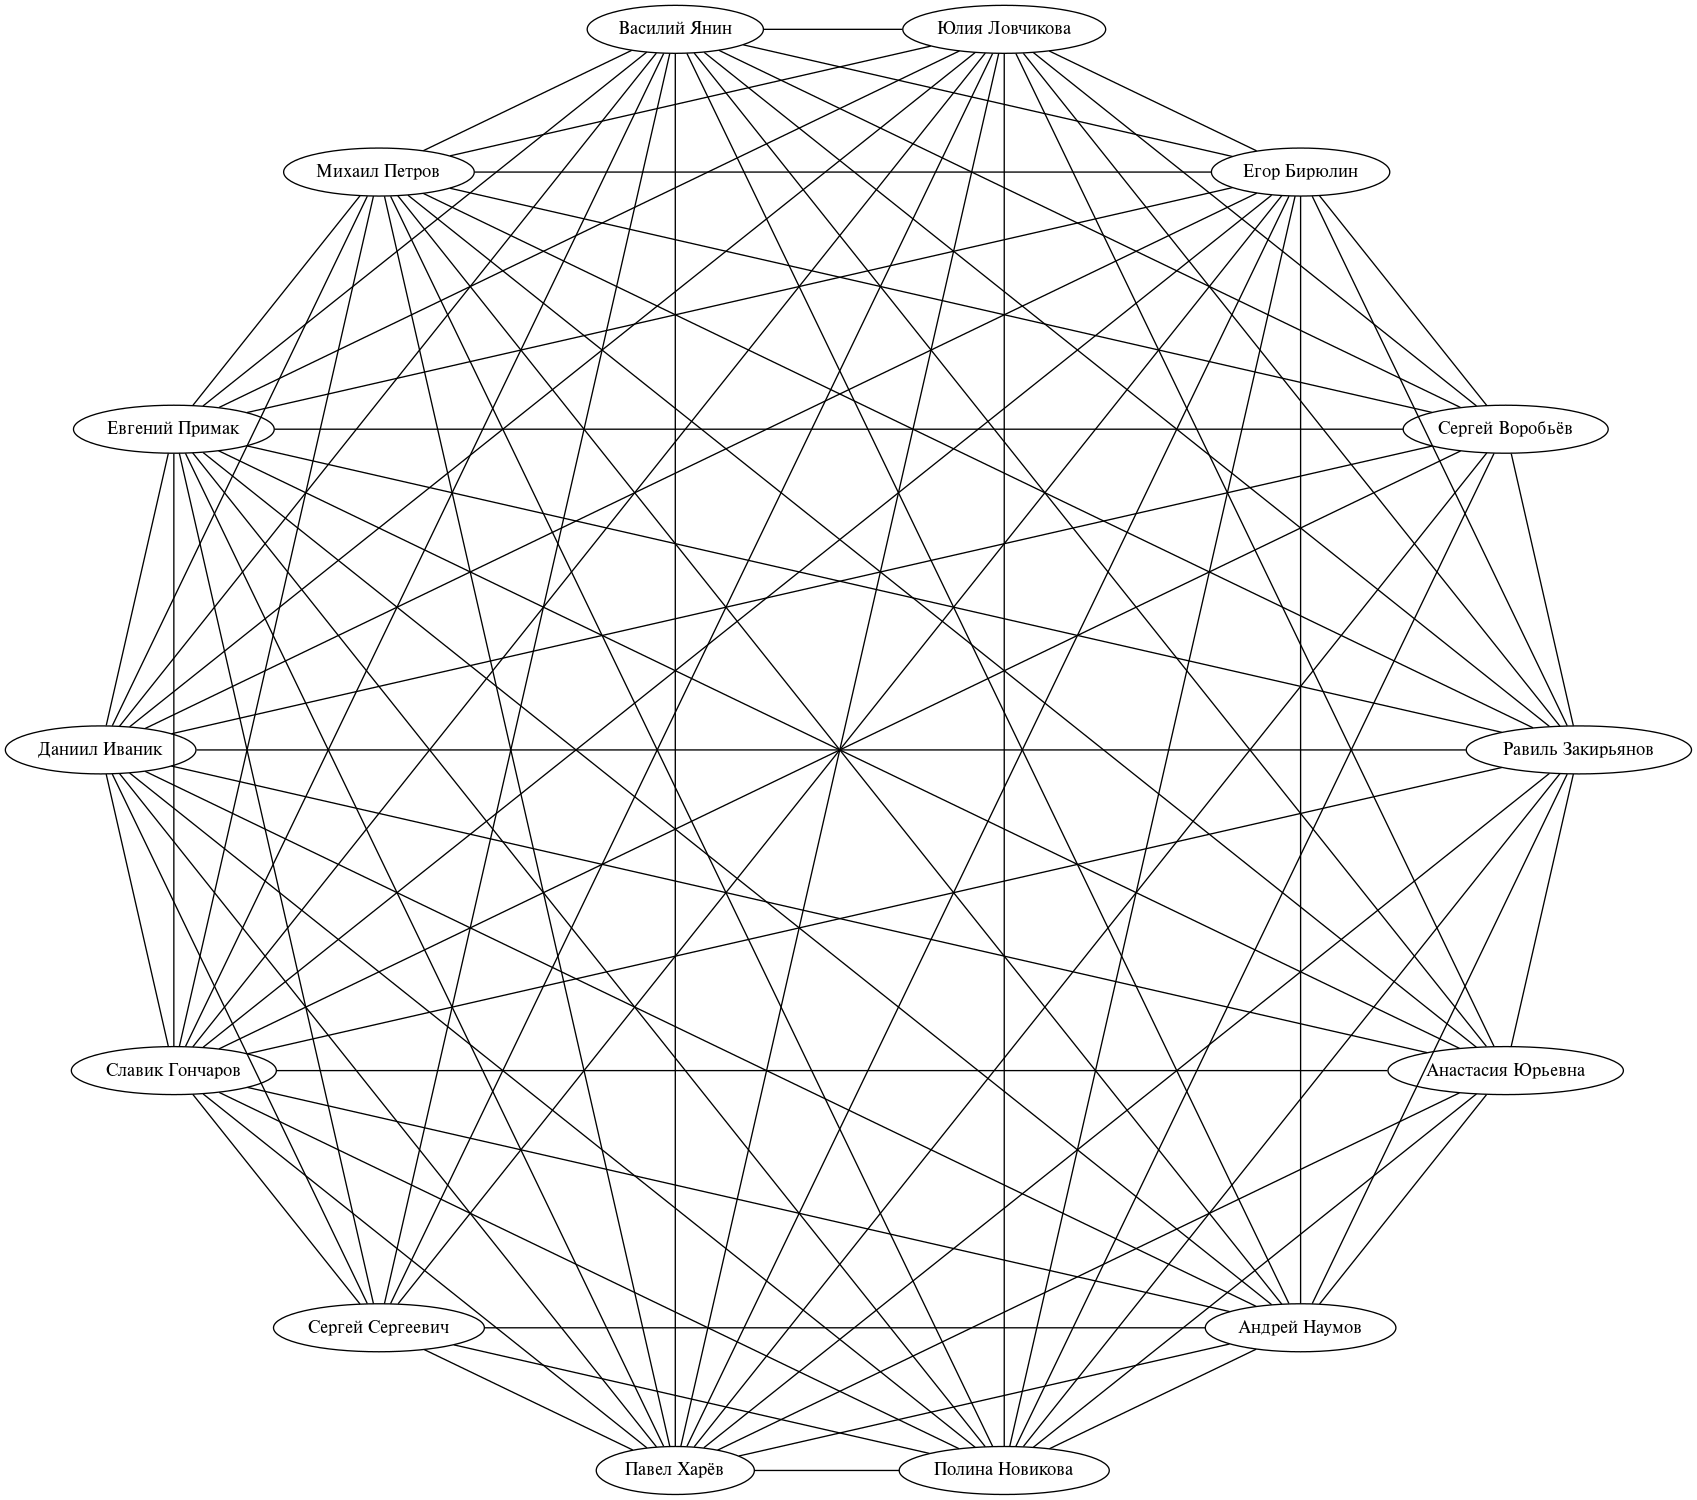 Василий Янин
Юлия Ловчикова
Михаил Петров
Егор Бирюлин
Евгений Примак
Сергей Воробьёв
Даниил Иваник
Равиль Закирьянов
Славик Гончаров
Анастасия Юрьевна
Сергей Сергеевич
Андрей Наумов
Павел Харёв
Полина Новикова